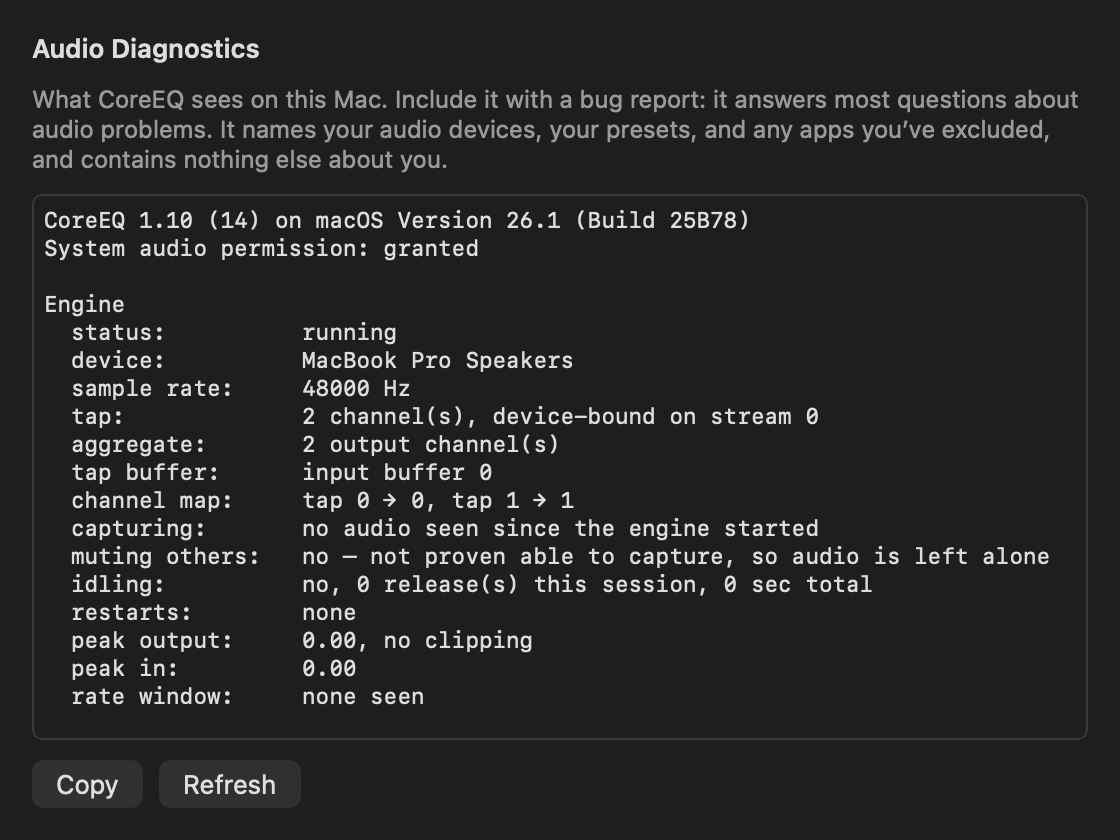 Audio Diagnostics
What CoreEQ sees on this Mac. Include it with a bug report: it answers most questions about
audio problems. It names your audio devices, your presets, and any apps you’ve excluded,
and contains nothing else about you.
CoreEQ 1.10 (14) on macOS Version 26.1 (Build 25B78)
System audio permission: granted
Engine
status: running
device: MacBook Pro Speakers
sample rate: 48000 Hz
tap: 2 channel(s), device-bound on stream 0
aggregate: 2 output channel(s)
tap buffer: input buffer 0
channel map: tap 0 → 0, tap 1 → 1
capturing: no audio seen since the engine started
muting others: no — not proven able to capture, so audio is left alone
idling: no, 0 release(s) this session, 0 sec total
restarts: none
peak output: 0.00, no clipping
peak in: 0.00
rate window: none seen
Copy Refresh